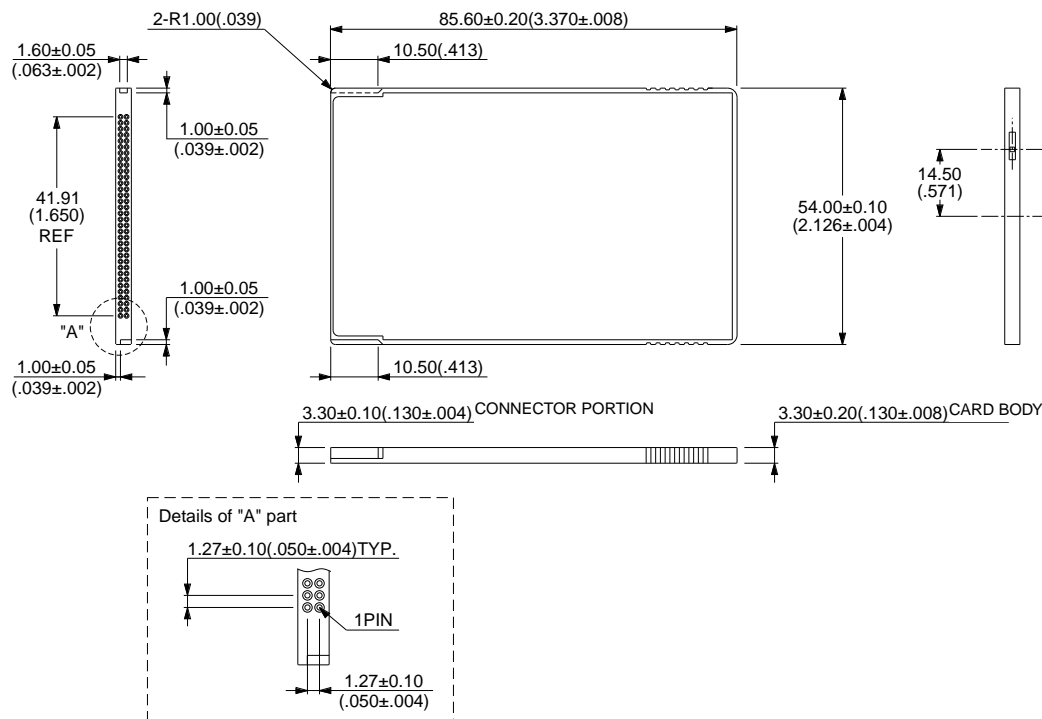 2-R1.00(.039)
85.60±0.20(3.370±.008)
1.60±0.05
(.063±.002)
10.50(.413)
1.00±0.05
(.039±.002)
41.91
(1.650)
REF
14.50
(.571)
54.00±0.10
(2.126±.004)
1.00±0.05
(.039±.002)
"A"
1.00±0.05
(.039±.002)
10.50(.413)
3.30±0.10(.130±.004) CONNECTOR PORTION
3.30±0.20(.130±.008) CARD BODY
Details of "A" part
1.27±0.10(.050±.004)TYP.
1PIN
1.27±0.10
(.050±.004)